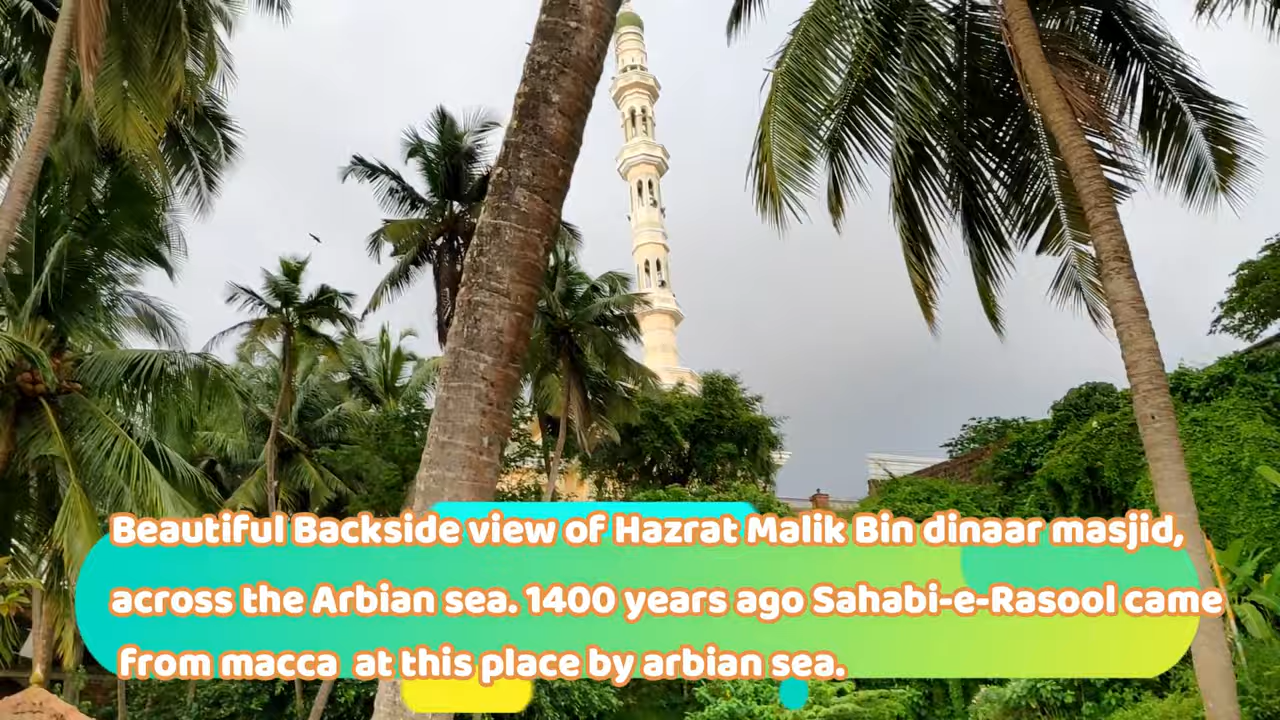 Beautiful Backside view of Hazrat Malik Bin dinaar masjid,
across the Arbian sea. 1400 years ago Sahabi-e-Rasool came
from macca at this place by arbian sea.